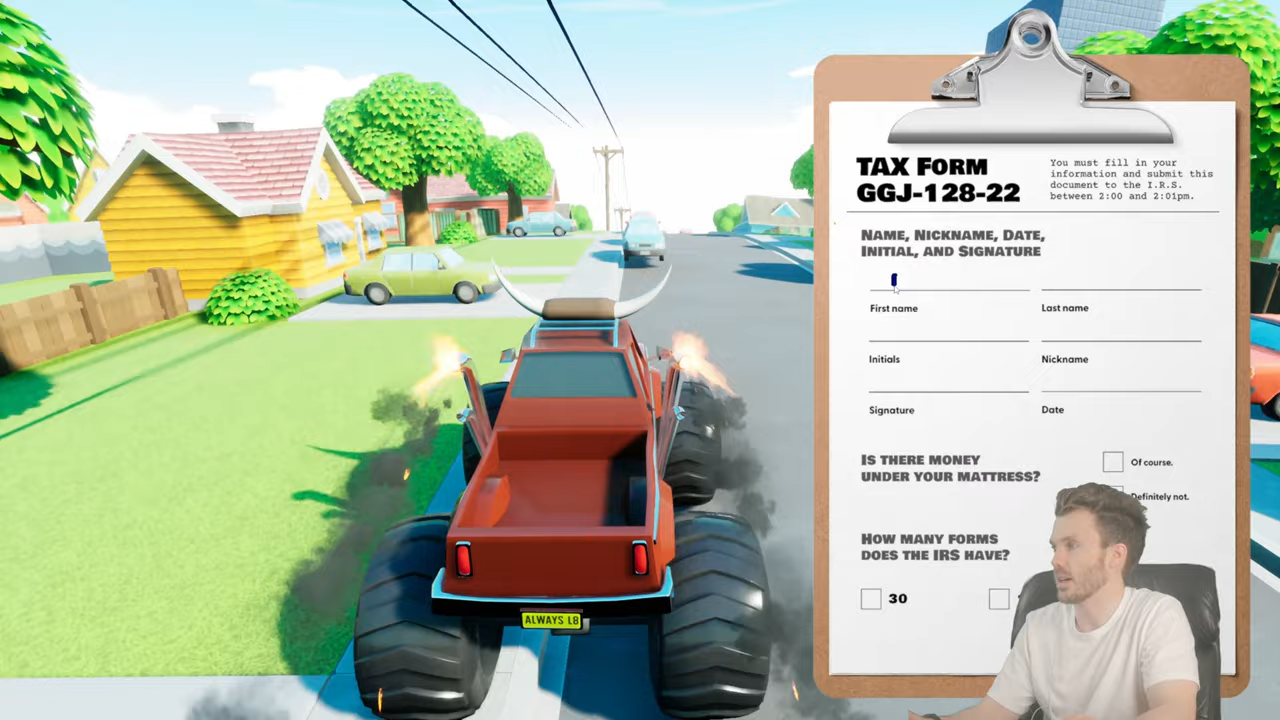 TAX FORM
GGJ-128-22
You must fill in your
information and submit this
document to the I.R.S.
between 2:00 and 2:01pm.
NAME, NICKNAME, DATE,
INITIAL, AND SIGNATURE
First name
Last name
Initials
Nickname
Signature
Date
IS THERE MONEY
UNDER YOUR MATTRESS?
Of course.
Definitely not.
HOW MANY FORMS
DOES THE IRS HAVE?
30
ALWAYS L8